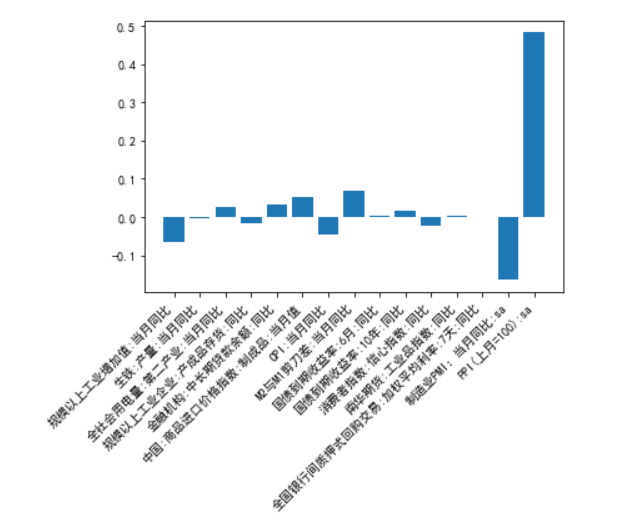 0.5
0.4
0.3
0.2
0.1
0.0
-0.1
规模以上工业增加值:当月同比
生铁:产量:当月同比
全社会用电量:第二产业:当月同比
规模以上工业企业:产成品存货:同比
金融机构:中长期贷款余额:同比
中国:商品进口价格指数:制成品:当月值
CPI:当月同比
M2与M1剪刀差:当月同比
国债到期收益率:6月:同比
国债到期收益率:10年:同比
消费者指数:信心指数:同比
南华期货:工业品指数:同比
全国银行间质押式回购交易:加权平均利率:7天:同比
制造业PMI: 当月同比:sa
PPI(上月=100):sa